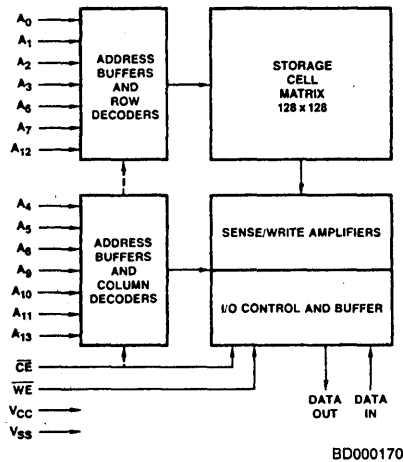 A0
A1
A2
A3
A6
A7
A12
ADDRESS
BUFFERS
AND
ROW
DECODERS
STORAGE
CELL
MATRIX
128 x 128
A4
A5
A8
A9
A10
A11
A13
ADDRESS
BUFFERS
AND
COLUMN
DECODERS
SENSE/WRITE AMPLIFIERS
I/O CONTROL AND BUFFER
CE
WE
VCC
VSS
DATA
OUT
DATA
IN
BD000170